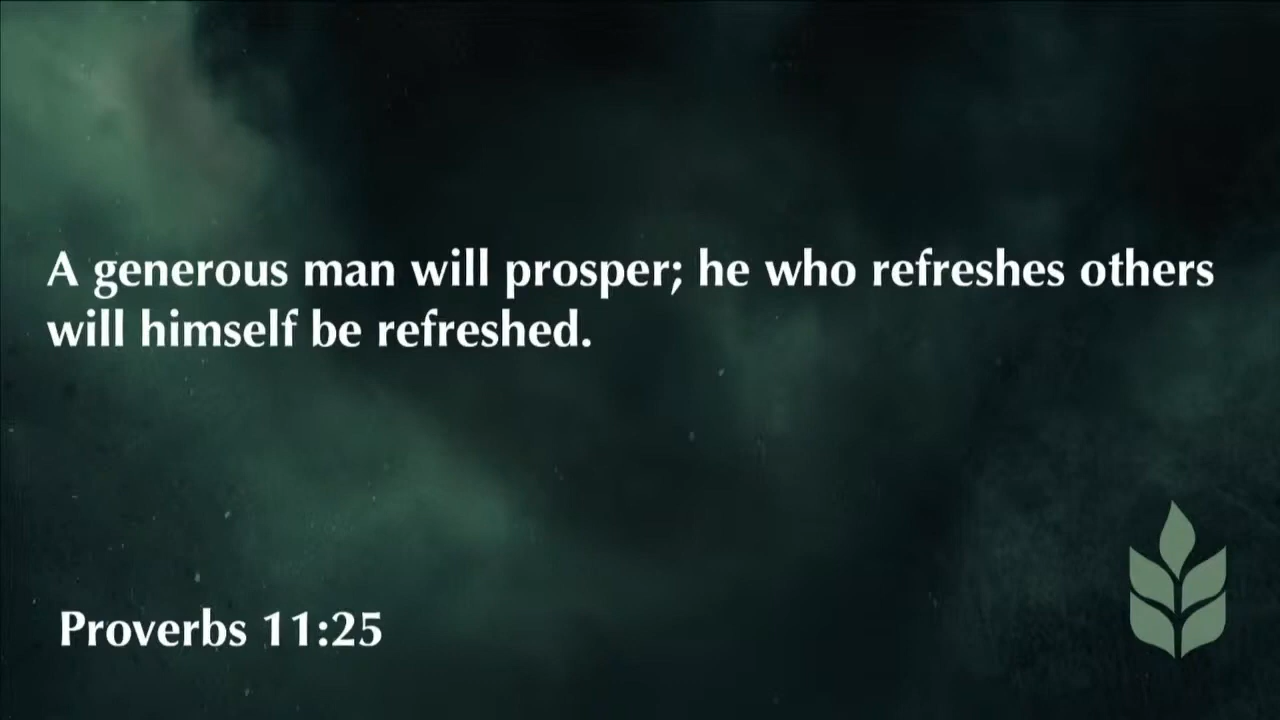 A generous man will prosper; he who refreshes others
will himself be refreshed.
Proverbs 11:25